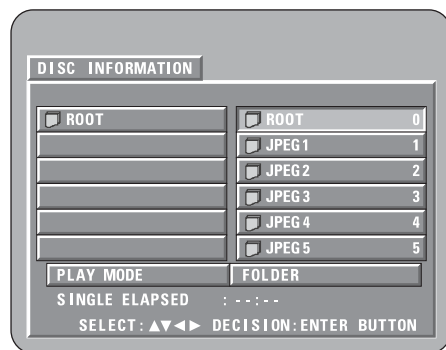 DISC INFORMATION
ROOT ROOT 0
JPEG1 1
JPEG2 2
JPEG3 3
JPEG4 4
JPEG5 5
PLAY MODE FOLDER
SINGLE ELAPSED : --:--
SELECT:▲▼◄► DECISION:ENTER BUTTON